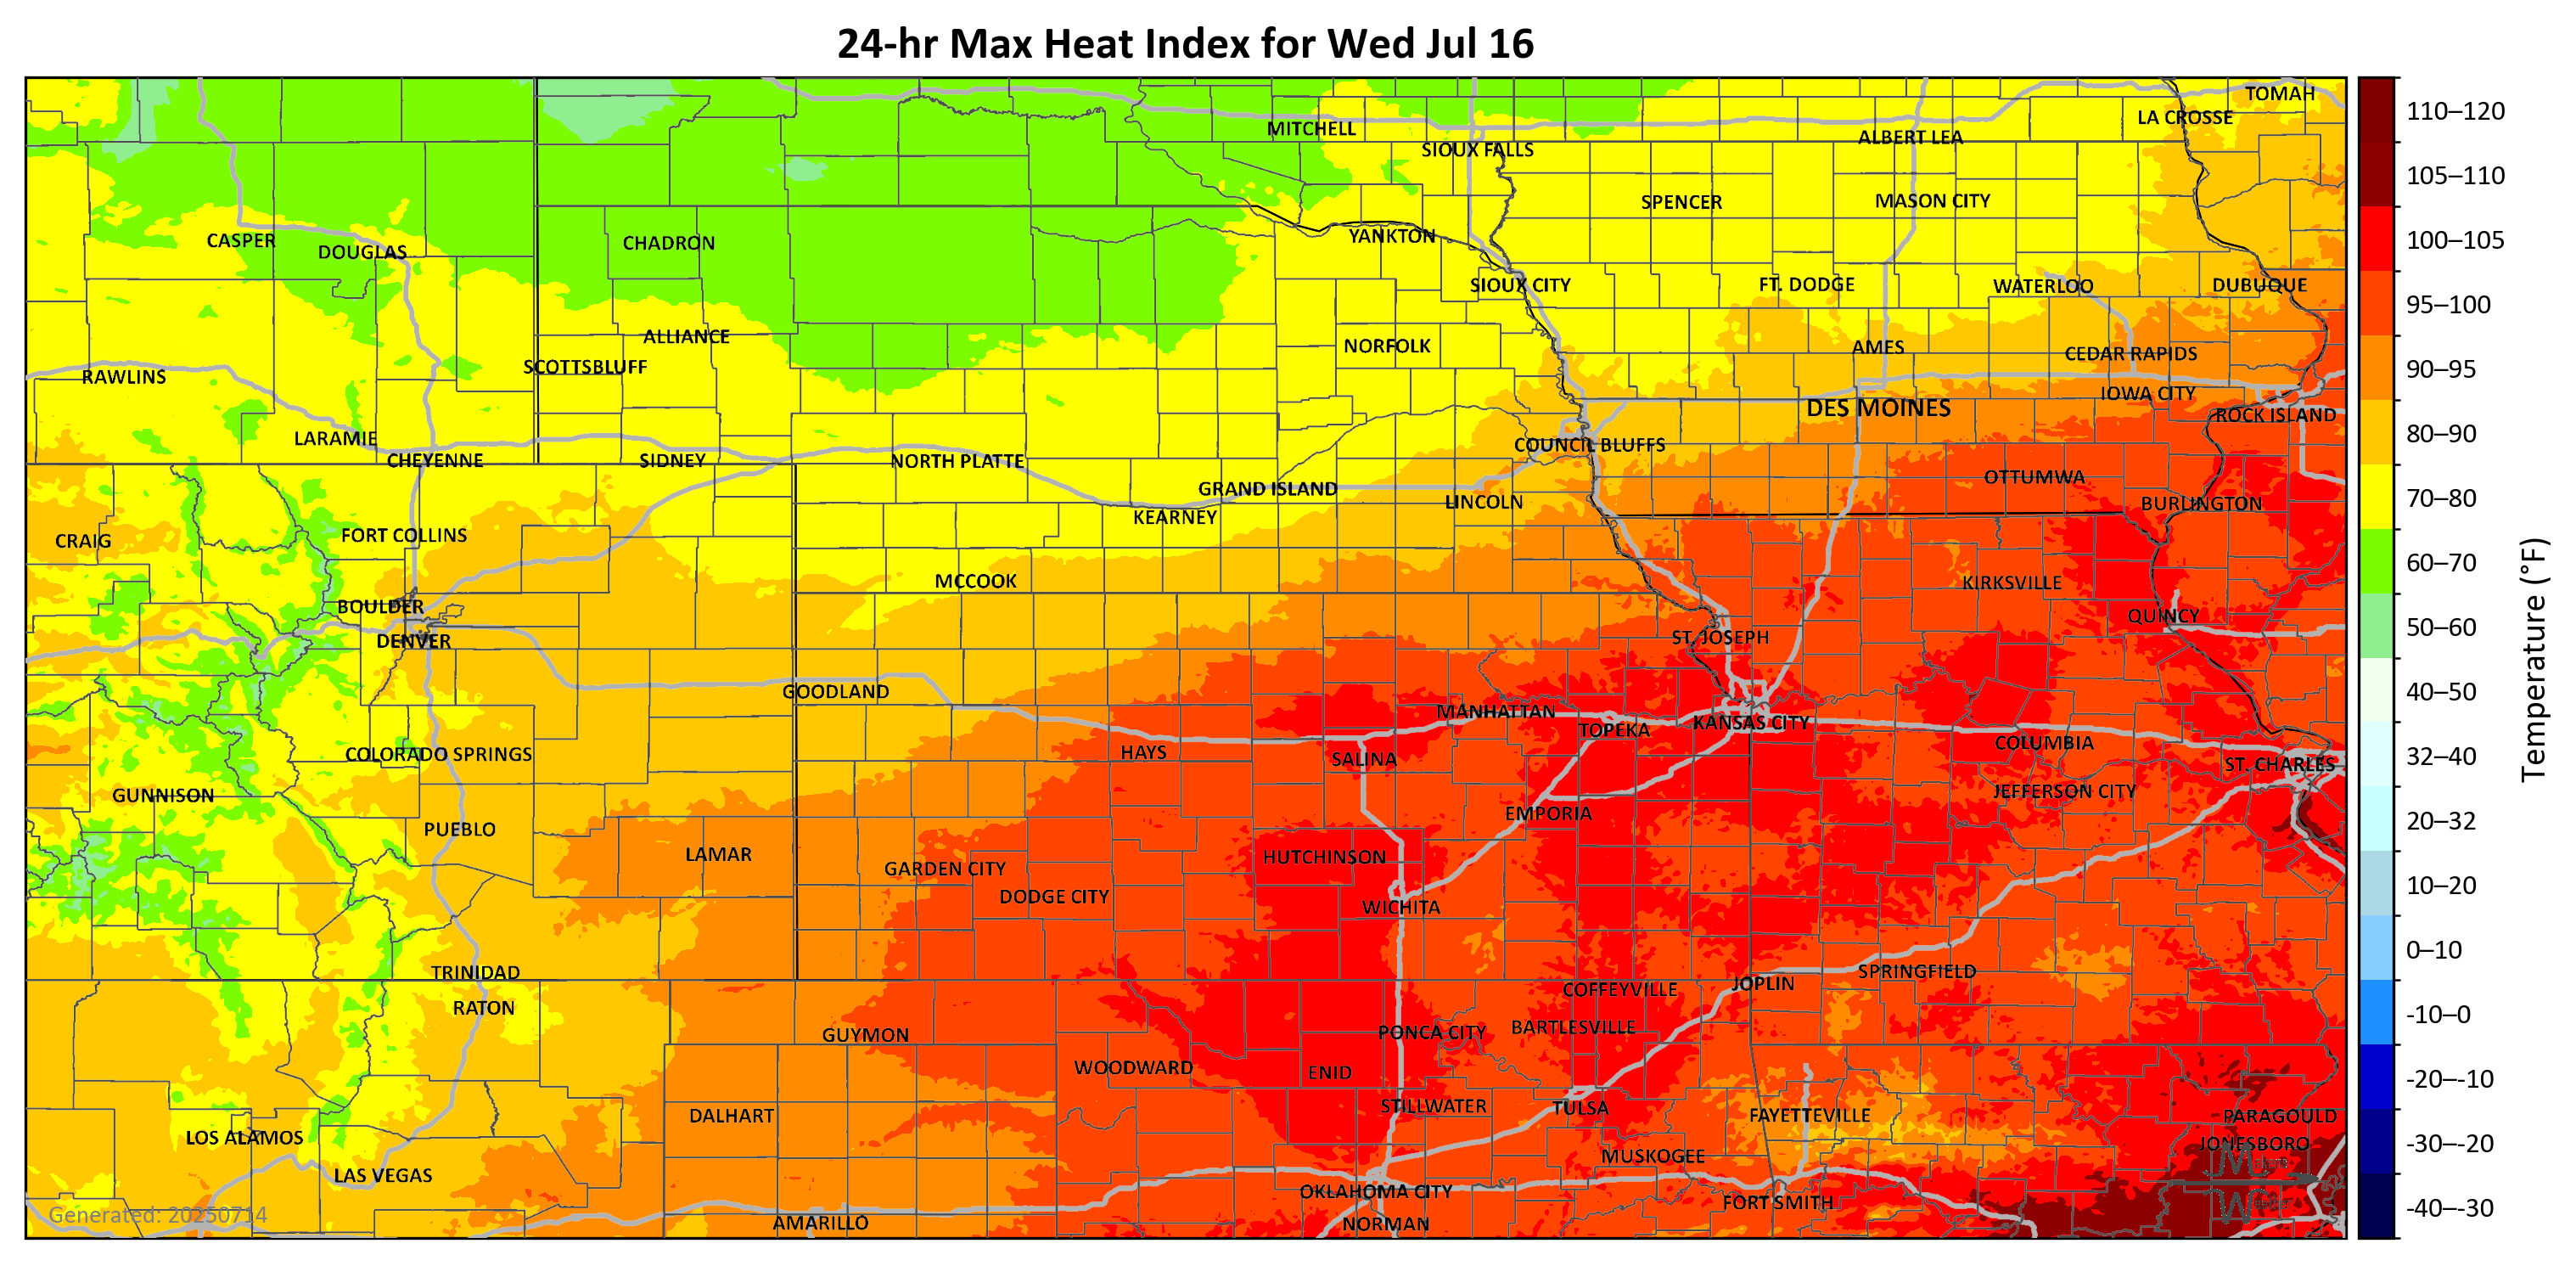 24-hr Max Heat Index for Wed Jul 16
TOMAH
LA CROSSE
MITCHELL
ALBERT LEA
SIOUX FALLS
SPENCER
MASON CITY
YANKTON
CASPER
CHADRON
DOUGLAS
SIOUX CITY
FT. DODGE
WATERLOO
DUBUQUE
ALLIANCE
NORFOLK
AMES
CEDAR RAPIDS
SCOTTSBLUFF
RAWLINS
IOWA CITY
DES MOINES
ROCK ISLAND
LARAMIE
COUNCIL BLUFFS
CHEYENNE
SIDNEY
NORTH PLATTE
OTTUMWA
GRAND ISLAND
LINCOLN
BURLINGTON
KEARNEY
FORT COLLINS
CRAIG
MCCOOK
KIRKSVILLE
BOULDER
QUINCY
DENVER
ST. JOSEPH
GOODLAND
MANHATTAN
KANSAS CITY
TOPEKA
COLUMBIA
COLORADO SPRINGS
HAYS
SALINA
ST. CHARLES
GUNNISON
JEFFERSON CITY
EMPORIA
PUEBLO
LAMAR
HUTCHINSON
GARDEN CITY
DODGE CITY
WICHITA
TRINIDAD
SPRINGFIELD
JOPLIN
COFFEYVILLE
RATON
GUYMON
PONCA CITY
BARTLESVILLE
WOODWARD
ENID
STILLWATER
TULSA
DALHART
FAYETTEVILLE
PARAGOULD
LOS ALAMOS
JONESBORO
MUSKOGEE
LAS VEGAS
OKLAHOMA CITY
FORT SMITH
AMARILLO
NORMAN
Generated: 20250714
110–120
105–110
100–105
95–100
90–95
80–90
70–80
60–70
50–60
40–50
32–40
20–32
10–20
0–10
-10–0
-20–-10
-30–-20
-40–-30
Temperature (°F)